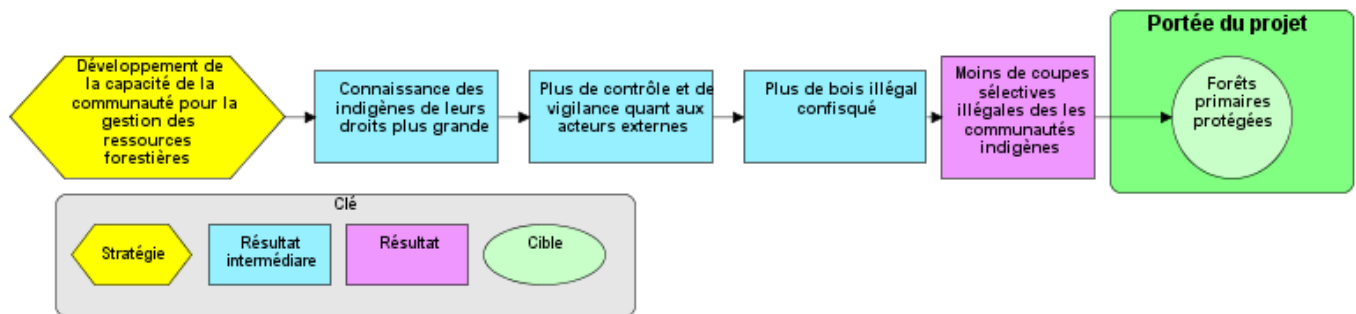 Développement de
la capacité de la
communauté pour la
gestion des
ressources
forestières
Connaissance des
indigènes de leurs
droits plus grande
Plus de contrôle et de
vigilance quant aux
acteurs externes
Plus de bois illégal
confisqué
Moins de coupes
sélectives
illégales des les
communautés
indigènes
Portée du projet
Forêts
primaires
protégées
Clé
Stratégie
Résultat
intermédiare
Résultat
Cible